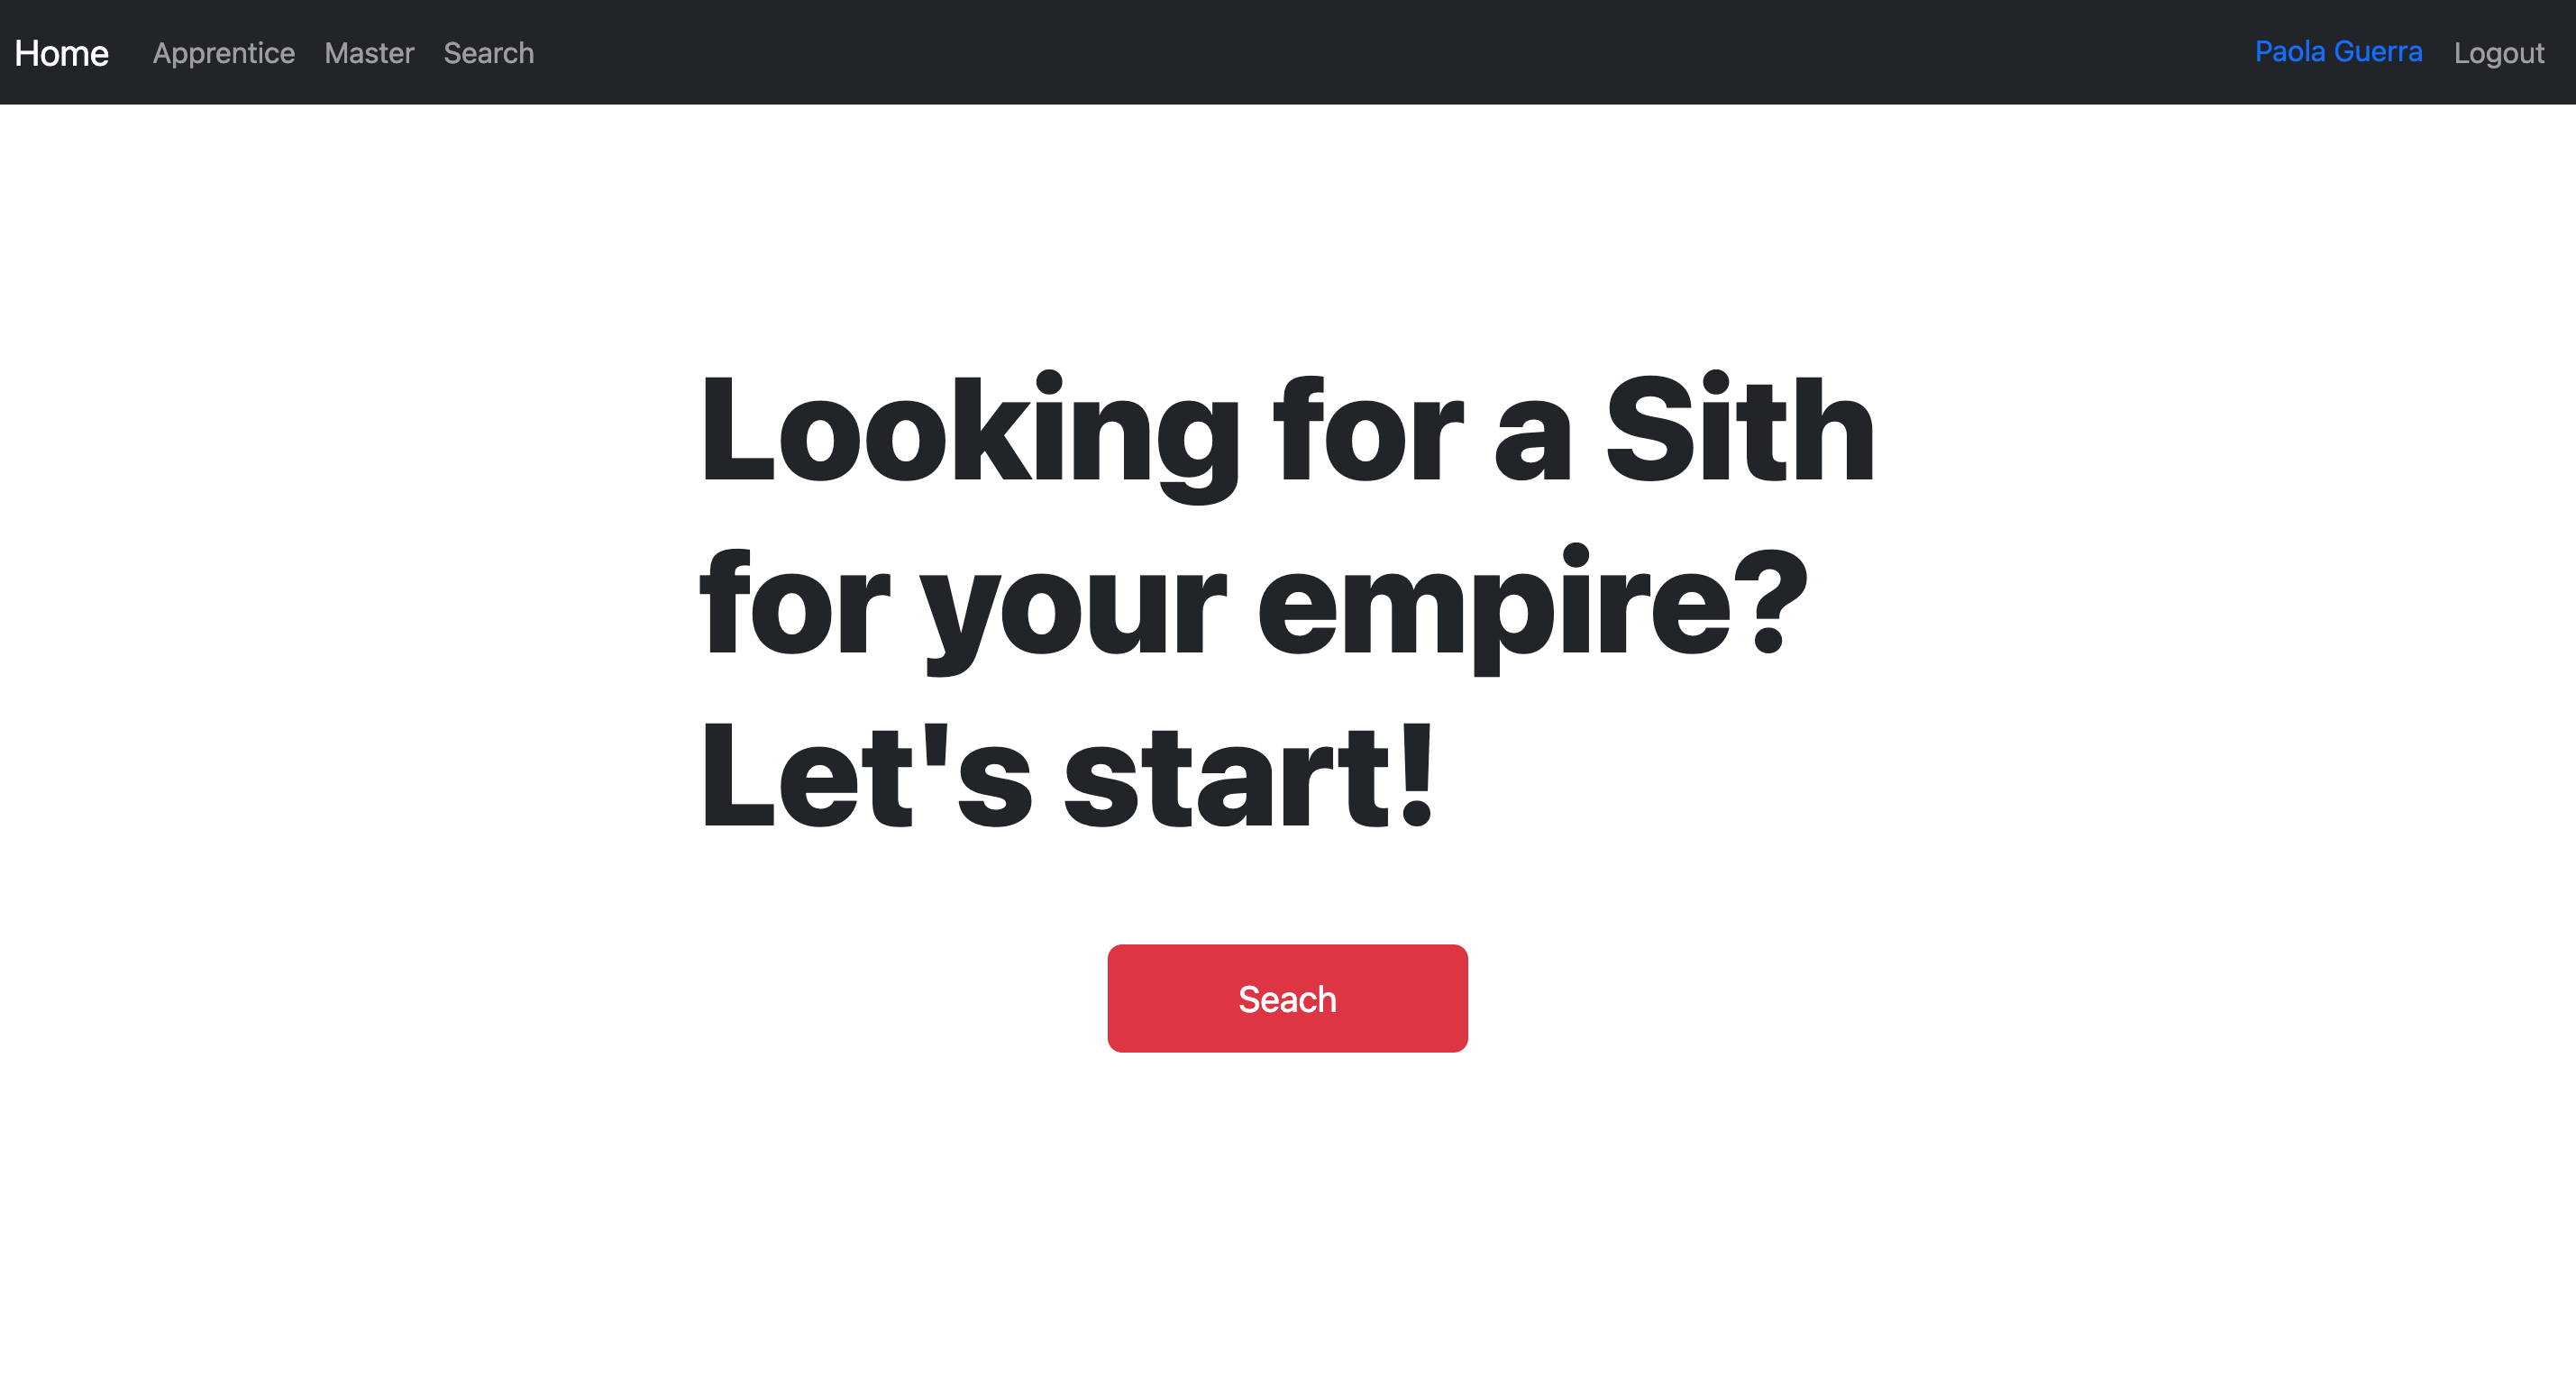 Home Apprentice Master Search Paola Guerra Logout
Looking for a Sith
for your empire?
Let's start!
Seach